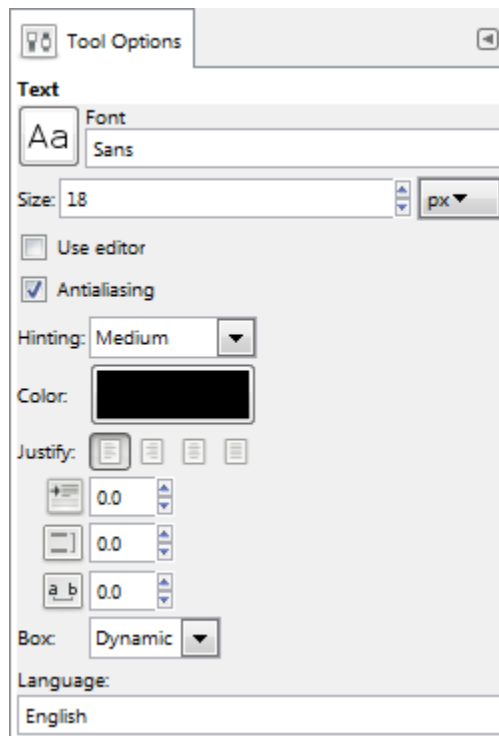 Tool Options
Text
Font
Aa
Sans
Size: 18 px
Use editor
Antialiasing
Hinting: Medium
Color:
Justify:
0.0
0.0
a b 0.0
Box: Dynamic
Language:
English